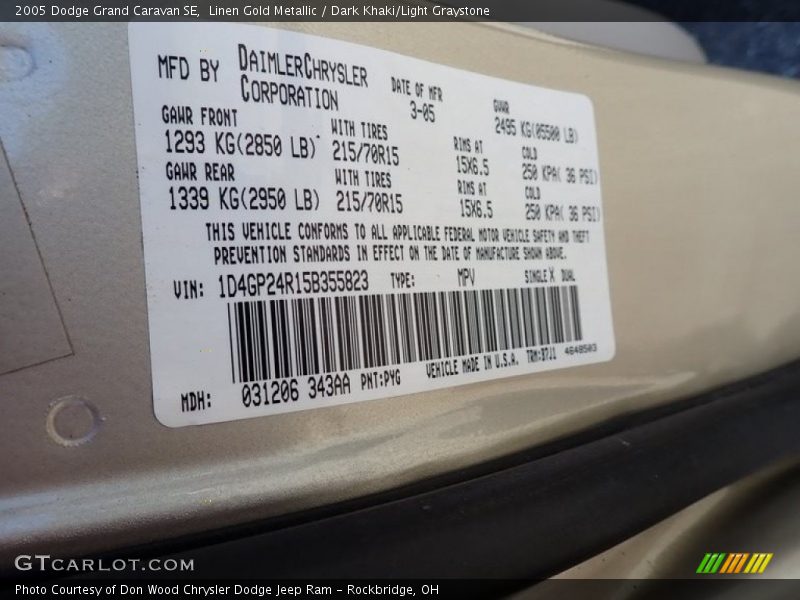 2005 Dodge Grand Caravan SE,  Linen Gold Metallic / Dark Khaki/Light Graystone
MFD BY DAIMLERCHRYSLER CORPORATION
DATE OF MFR 3-05
GVWR 2495 KG(05500 LB)
GAWR FRONT WITH TIRES RIMS AT COLD
1293 KG(2850 LB) 215/70R15 15X6.5 250 KPA( 36 PSI)
GAWR REAR WITH TIRES RIMS AT COLD
1339 KG(2950 LB) 215/70R15 15X6.5 250 KPA( 36 PSI)
THIS VEHICLE CONFORMS TO ALL APPLICABLE FEDERAL MOTOR VEHICLE SAFETY AND THEFT
PREVENTION STANDARDS IN EFFECT ON THE DATE OF MANUFACTURE SHOWN ABOVE.
VIN: 1D4GP24R15B355823 TYPE: MPV SINGLE X DUAL
MDH: 031206 343AA PNT:PYG VEHICLE MADE IN U.S.A. TRM:B7J1 4648503
GTCARLOT.COM
Photo Courtesy of Don Wood Chrysler Dodge Jeep Ram – Rockbridge, OH